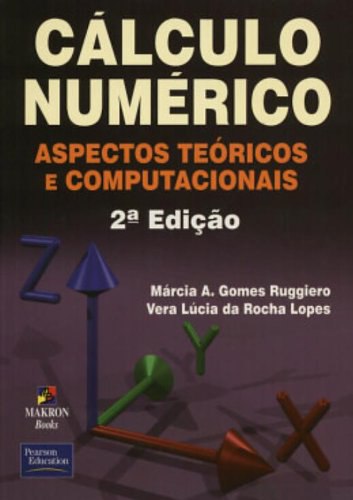 CÁLCULO
NUMÉRICO
ASPECTOS TEÓRICOS
E COMPUTACIONAIS
2ª Edição
Márcia A. Gomes Ruggiero
Vera Lúcia da Rocha Lopes
Z
Y
X
MAKRON
Books
Pearson
Education